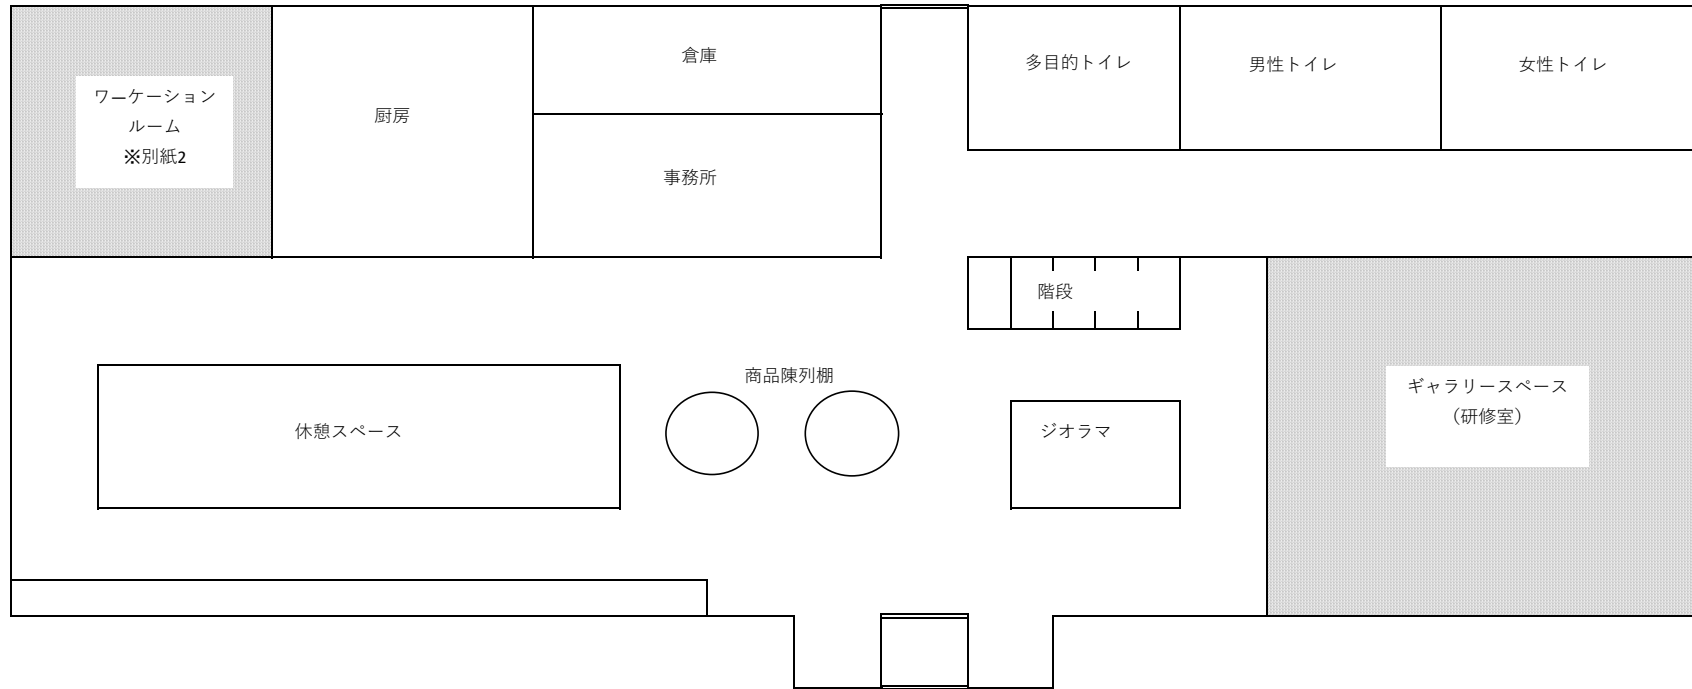 倉庫
多目的トイレ
男性トイレ
女性トイレ
ワーケーション
ルーム
※別紙2
厨房
事務所
階段
商品陳列棚
ギャラリースペース
（研修室）
休憩スペース
ジオラマ